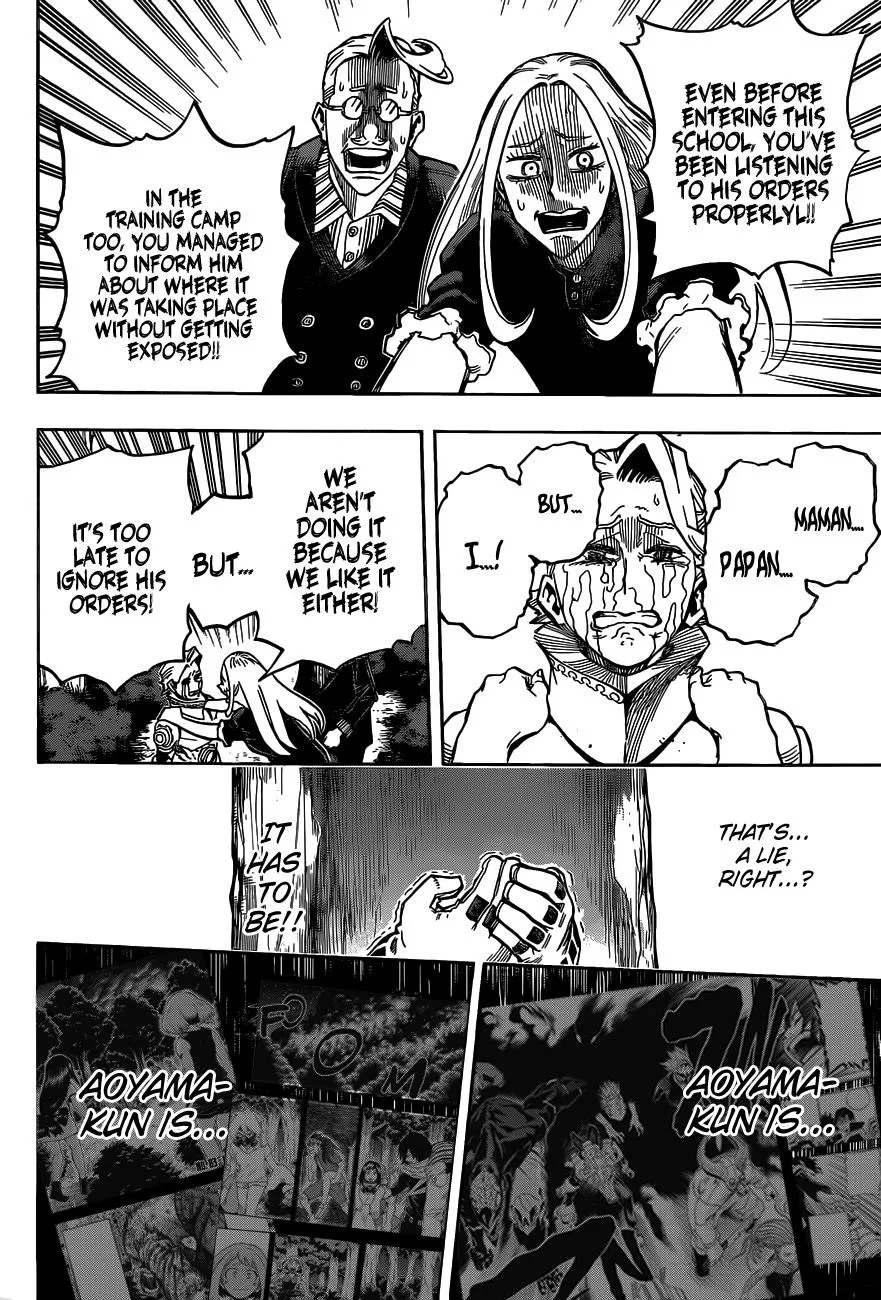 EVEN BEFORE
ENTERING THIS
SCHOOL, YOU'VE
BEEN LISTENING
TO HIS ORDERS
PROPERLYL!!
IN THE
TRAINING CAMP
TOO, YOU MANAGED
TO INFORM HIM
ABOUT WHERE IT
WAS TAKING PLACE
WITHOUT GETTING
EXPOSED!!
MAMAN....
PAPAN....
BUT...
I...!
WE
AREN'T
DOING IT
BECAUSE
WE LIKE IT
EITHER!
BUT...
IT'S TOO
LATE TO
IGNORE HIS
ORDERS!
THAT'S...
A LIE,
RIGHT...?
IT
HAS
TO
BE!!
AOYAMA-
KUN IS...
FOOM
AOYAMA-
KUN IS...